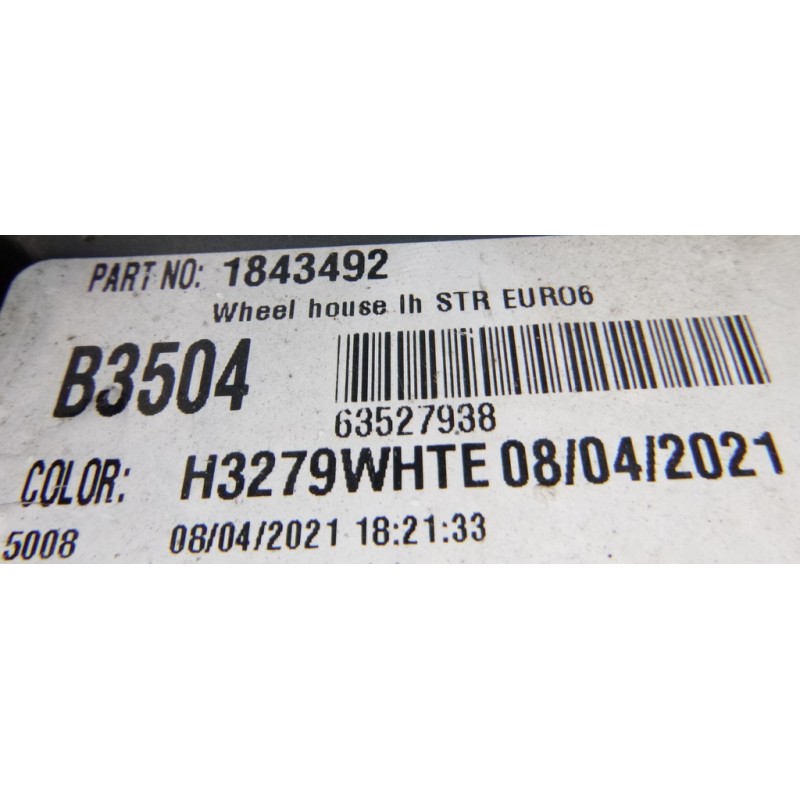 PART NO: 1843492
Wheel house lh STR EURO6
B3504
63527938
COLOR: H3279WHTE 08/04/2021
5008 08/04/2021 18:21:33